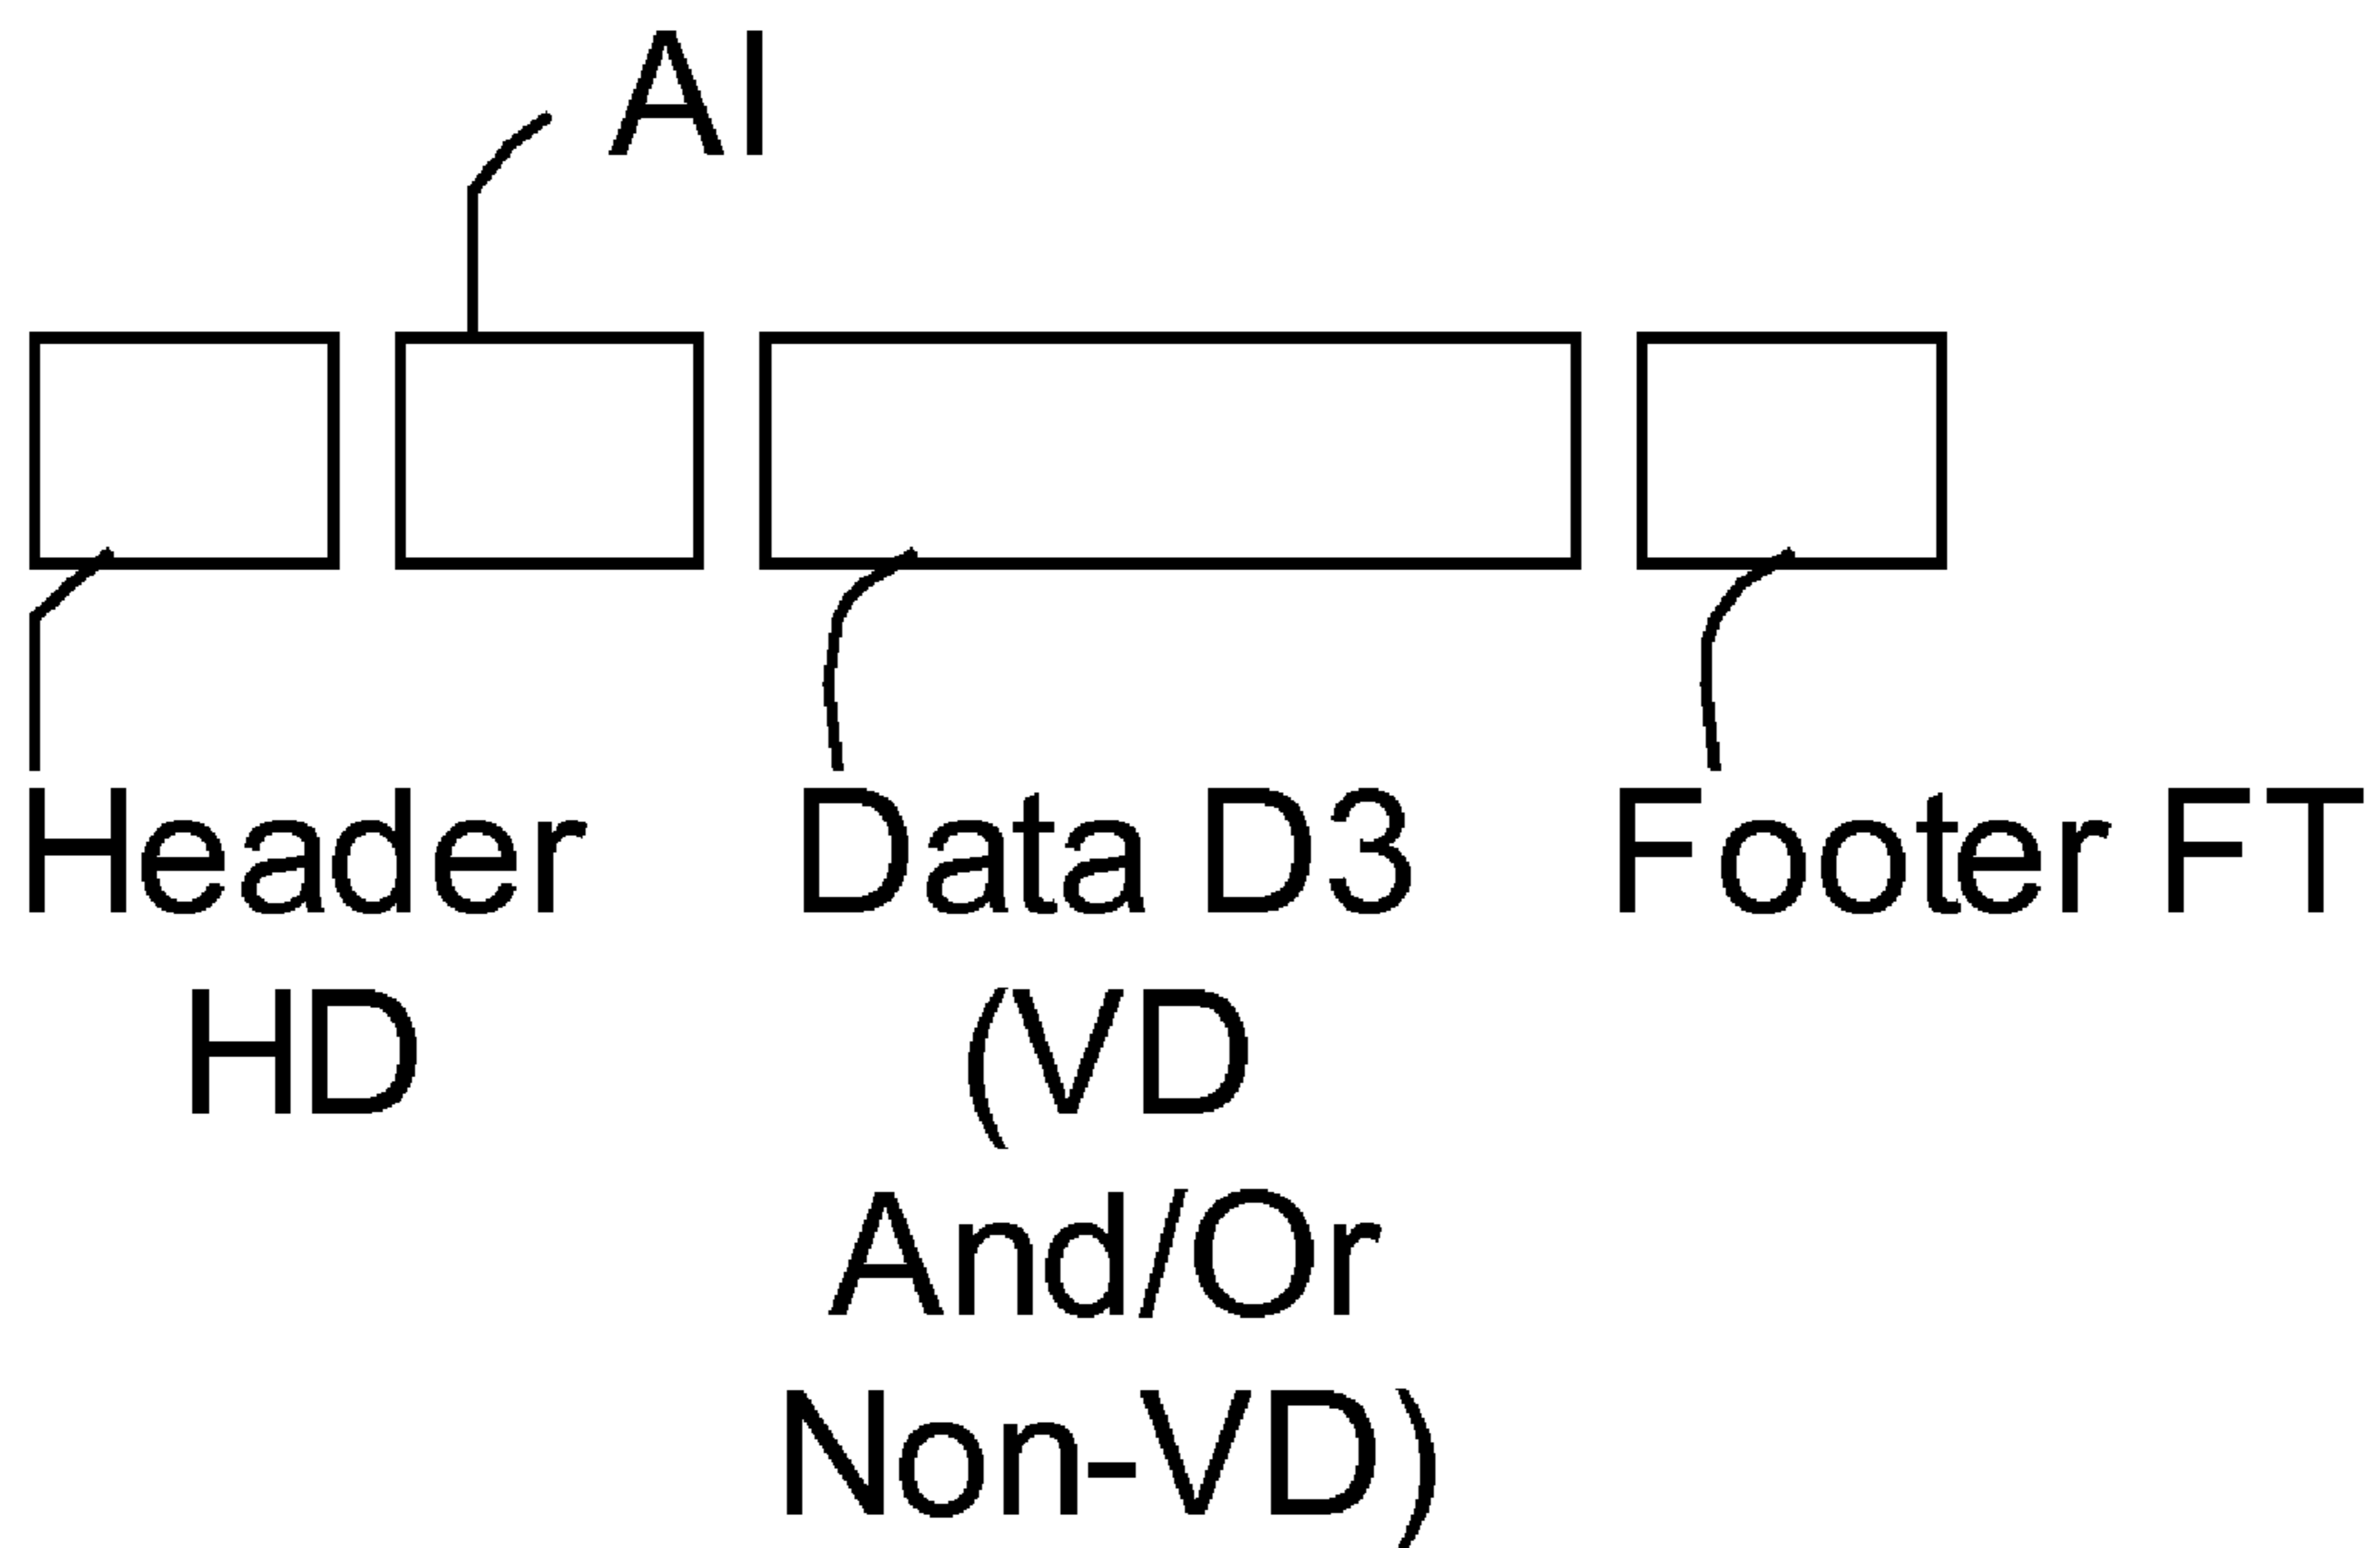 AI
Header
HD
Data D3
(VD
And/Or
Non-VD)
Footer FT